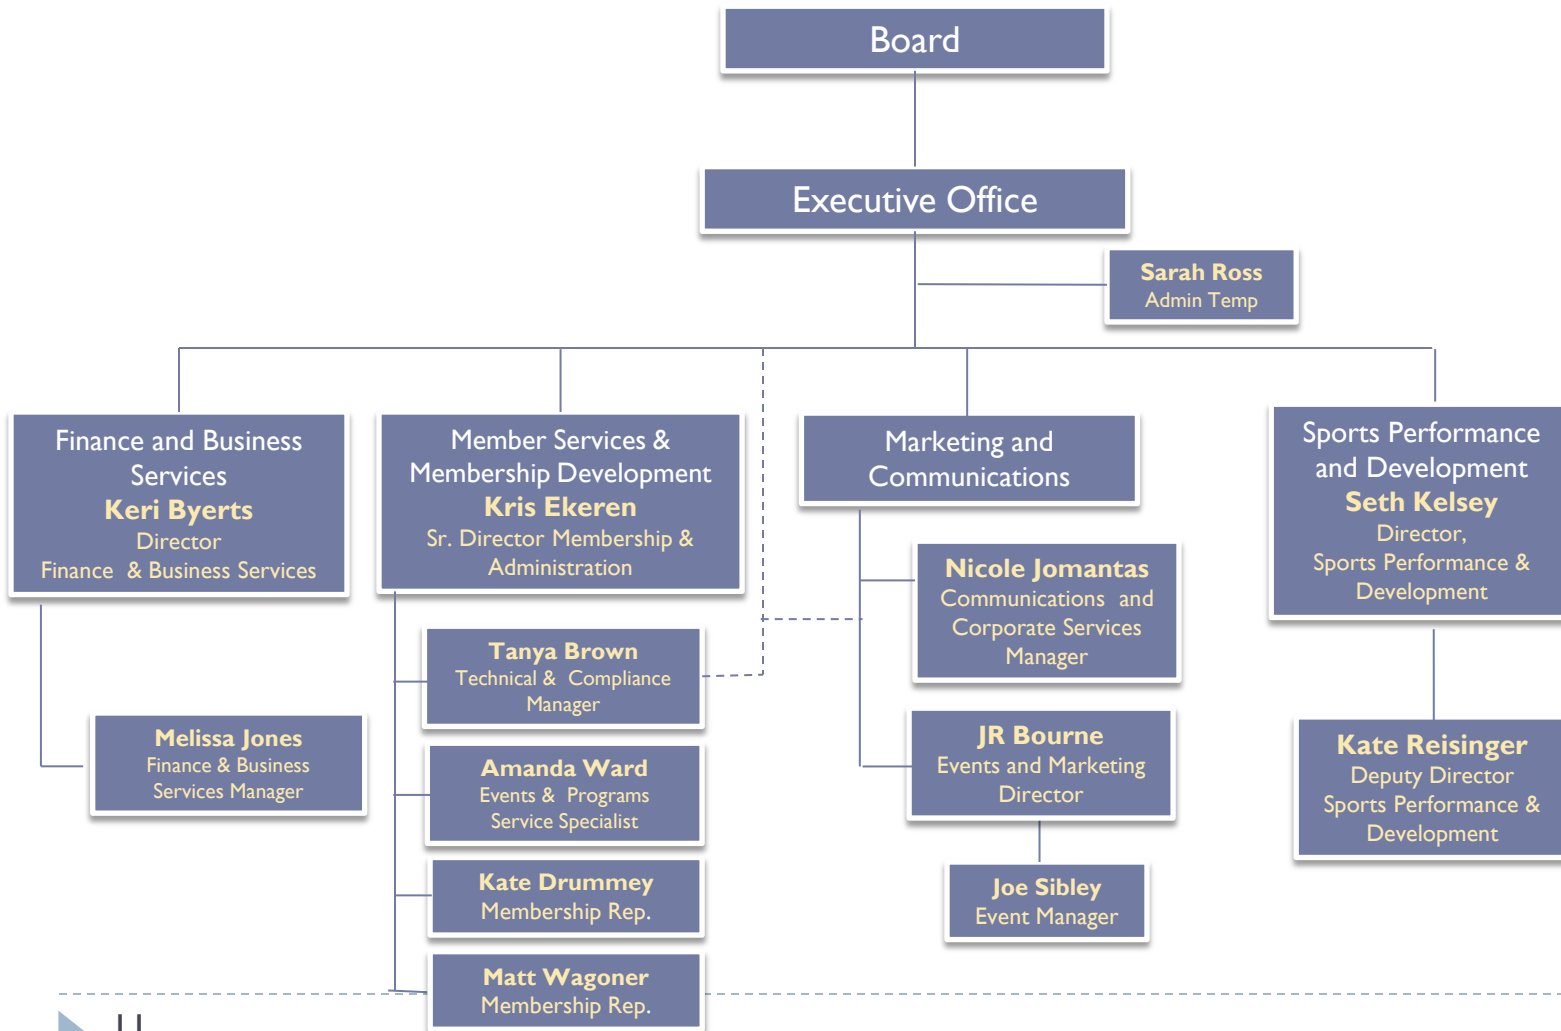 Board
Executive Office
Sarah Ross
Admin Temp
Finance and Business
Services
Keri Byerts
Director
Finance & Business Services
Member Services &
Membership Development
Kris Ekeren
Sr. Director Membership &
Administration
Marketing and
Communications
Sports Performance
and Development
Seth Kelsey
Director,
Sports Performance &
Development
Melissa Jones
Finance & Business
Services Manager
Tanya Brown
Technical & Compliance
Manager
Amanda Ward
Events & Programs
Service Specialist
Kate Drummey
Membership Rep.
Matt Wagoner
Membership Rep.
Nicole Jomantas
Communications and
Corporate Services
Manager
JR Bourne
Events and Marketing
Director
Joe Sibley
Event Manager
Kate Reisinger
Deputy Director
Sports Performance &
Development